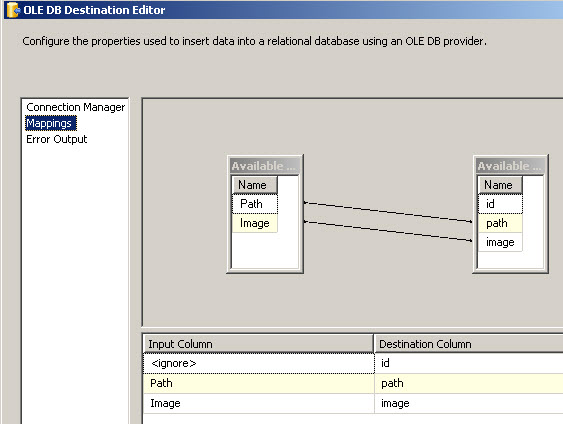 OLE DB Destination Editor
Configure the properties used to insert data into a relational database using an OLE DB provider.
Connection Manager
Mappings
Error Output
Available ...
Name
Path
Image
Available ...
Name
id
path
image
Input Column Destination Column
<ignore> id
Path path
Image image